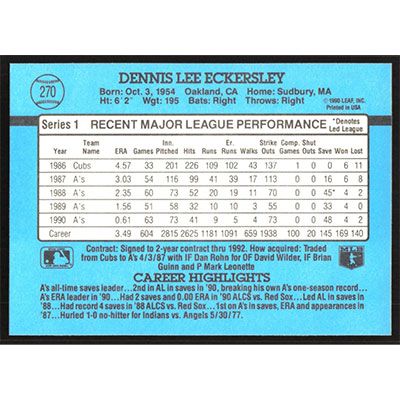 270
DENNIS LEE ECKERSLEY
Born: Oct. 3, 1954 Oakland, CA Home: Sudbury, MA
Ht: 6' 2" Wgt: 195 Bats: Right Throws: Right
© 1990 LEAF, INC.
Printed in USA
Series 1 RECENT MAJOR LEAGUE PERFORMANCE *Denotes Led League
Year Team Name ERA Games Inn. Pitched Hits Runs Er. Runs Walks Strike Outs Comp. Games Shut Outs Save Won Lost
1986 Cubs 4.57 33 201 226 109 102 43 137 1 0 0 6 11
1987 A's 3.03 54 116 99 41 39 17 113 0 0 16 6 8
1988 A's 2.35 60 73 52 20 19 11 70 0 0 45* 4 2
1989 A's 1.56 51 58 32 10 10 3 55 0 0 33 4 0
1990 A's 0.61 63 73 41 9 5 4 73 0 0 48 4 2
Career 3.49 604 2815 2625 1181 1091 659 1938 100 20 145 169 140
Contract: Signed to 2-year contract thru 1992. How acquired: Traded
from Cubs to A's 4/3/87 with IF Dan Rohn for OF David Wilder, IF Brian
Guinn and P Mark Leonette
CAREER HIGHLIGHTS
A's all-time saves leader...2nd in AL in saves in '90, breaking his own A's one-season record...
A's ERA leader in '90...Had 2 saves and 0.00 ERA in '90 ALCS vs. Red Sox...Led AL in saves in
'88...Had record 4 saves in '88 ALCS vs. Red Sox...1st on A's in saves, ERA and appearances in
'87...Hurled 1-0 no-hitter for Indians vs. Angels 5/30/77.